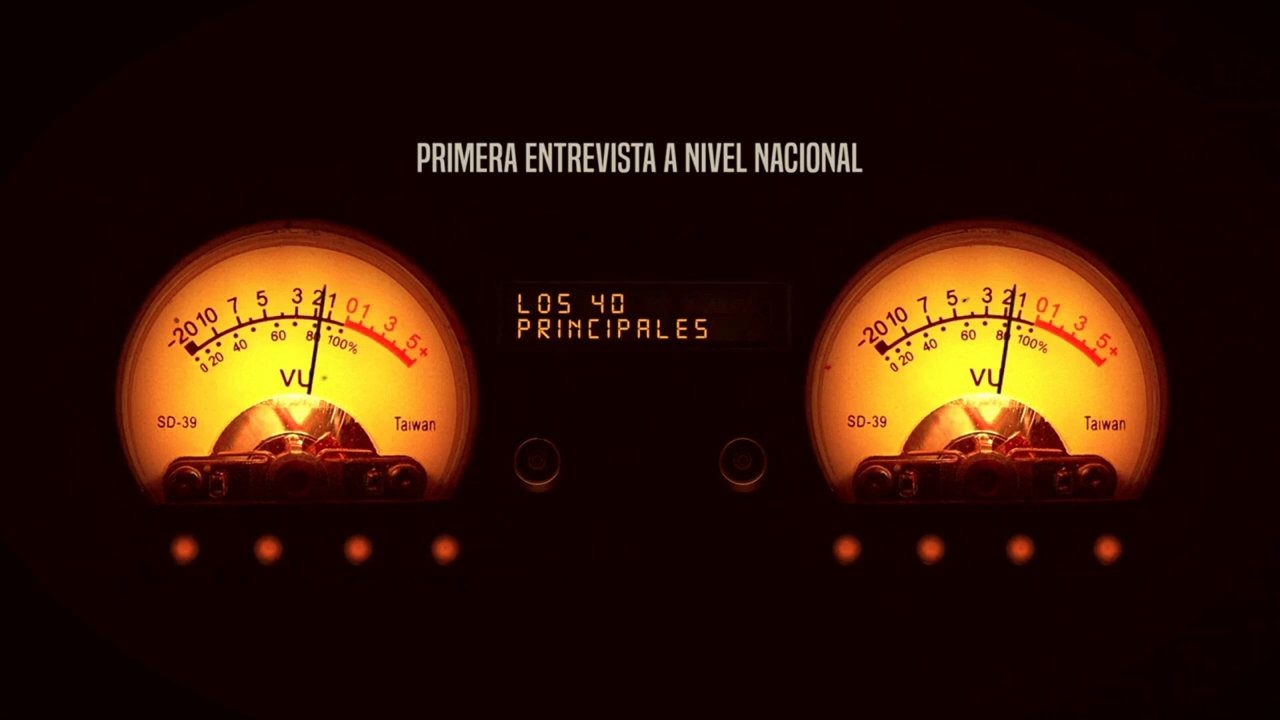 PRIMERA ENTREVISTA A NIVEL NACIONAL
LOS 40
PRINCIPALES
-20 10 7 5 3 2 1 0 1 3 5+
0 20 40 60 80 100%
VU
SD-39 Taiwan
-20 10 7 5 3 2 1 0 1 3 5+
0 20 40 60 80 100%
VU
SD-39 Taiwan